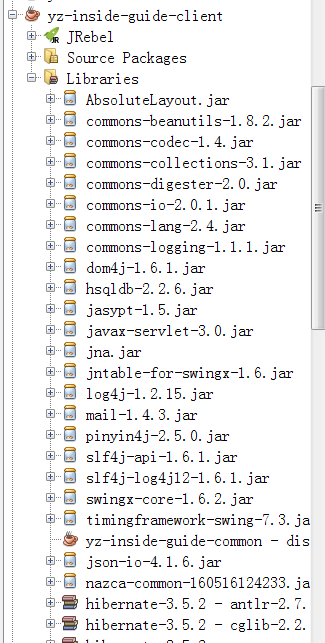 yz-inside-guide-client
JRebel
Source Packages
Libraries
AbsoluteLayout.jar
commons-beanutils-1.8.2.jar
commons-codec-1.4.jar
commons-collections-3.1.jar
commons-digester-2.0.jar
commons-io-2.0.1.jar
commons-lang-2.4.jar
commons-logging-1.1.1.jar
dom4j-1.6.1.jar
hsqldb-2.2.6.jar
jasypt-1.5.jar
javax-servlet-3.0.jar
jna.jar
jntable-for-swingx-1.6.jar
log4j-1.2.15.jar
mail-1.4.3.jar
pinyin4j-2.5.0.jar
slf4j-api-1.6.1.jar
slf4j-log4j12-1.6.1.jar
swingx-core-1.6.2.jar
timingframework-swing-7.3.ja
yz-inside-guide-common - dis
json-io-4.1.6.jar
nazca-common-160516124233.ja
hibernate-3.5.2 - antlr-2.7.
hibernate-3.5.2 - cglib-2.2.